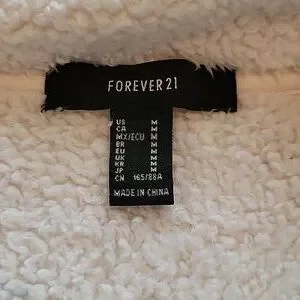 FOREVER 21
US M
CA M
MX/ECU M
BR M
EU M
UK M
KR M
JP M
CN 165/88A
MADE IN CHINA